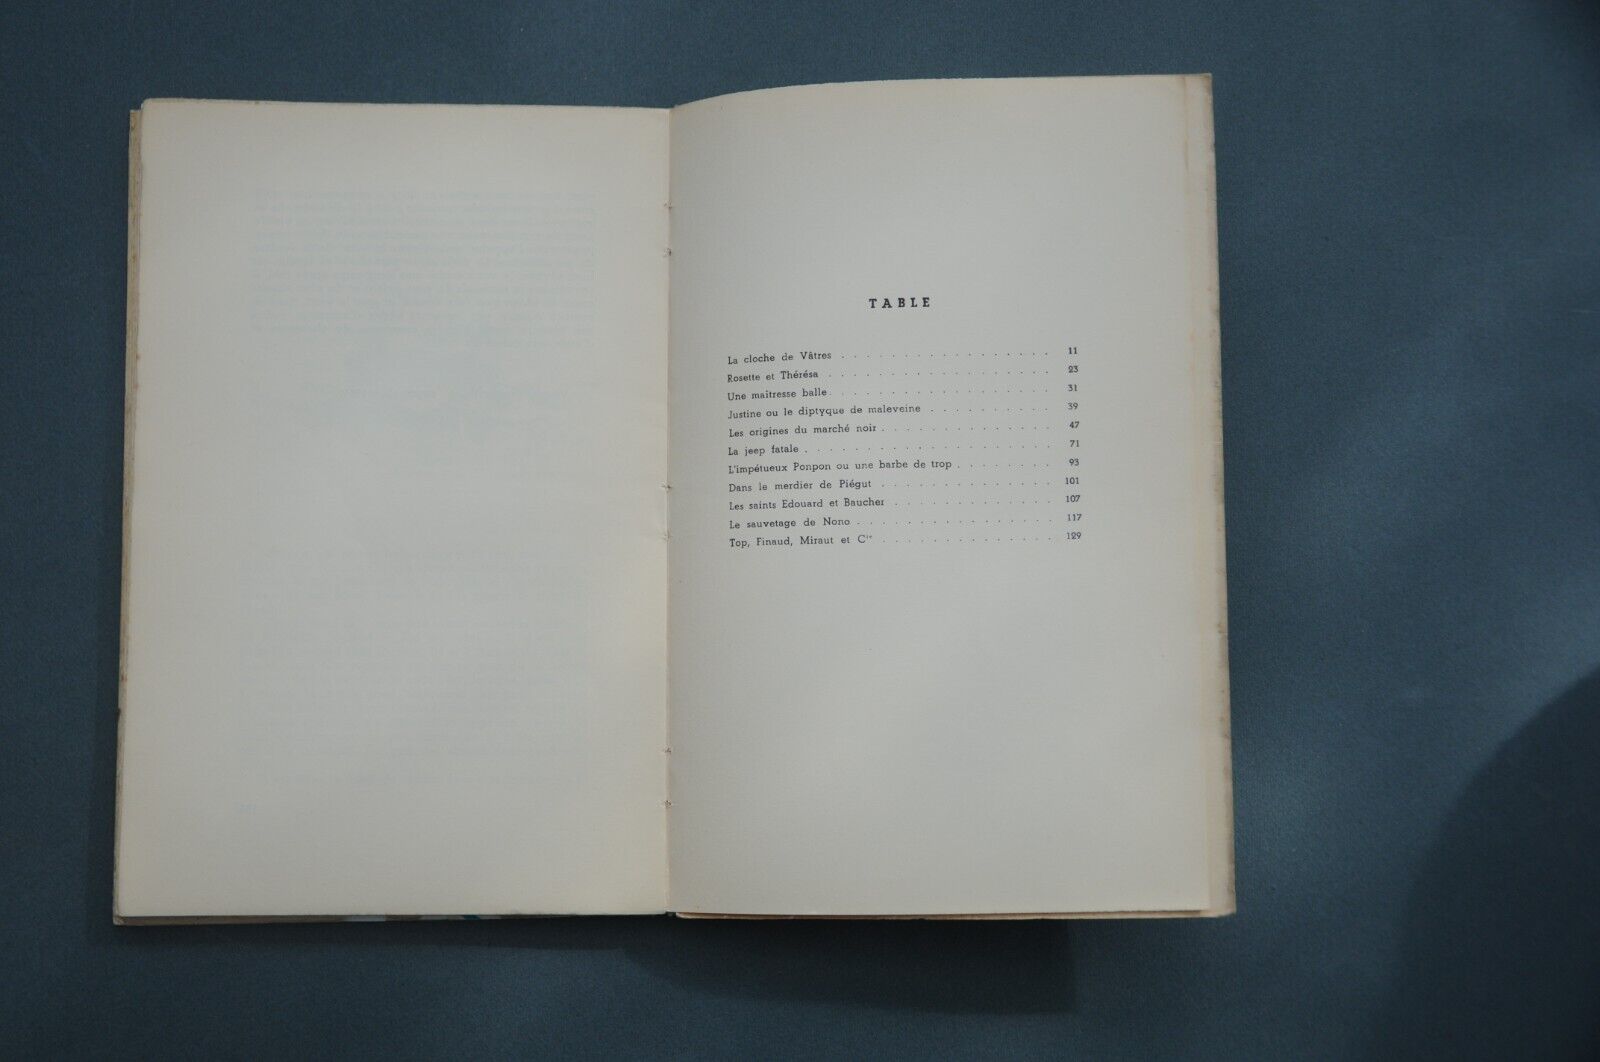 TABLE
La cloche de Vâtres . . . . . . . . . . . . . . . . . 11
Rosette et Thérésa . . . . . . . . . . . . . . . . . . 23
Une maitresse balle . . . . . . . . . . . . . . . . . . 31
Justine ou le diptyque de maleveine . . . . . . . . . . 39
Les origines du marché noir . . . . . . . . . . . . . . 47
La jeep fatale . . . . . . . . . . . . . . . . . . . . 71
L'impétueux Ponpon ou une barbe de trop . . . . . . . . 93
Dans le merdier de Piégut . . . . . . . . . . . . . . 101
Les saints Edouard et Baucher . . . . . . . . . . . . . 107
Le sauvetage de Nono . . . . . . . . . . . . . . . . 117
Top, Finaud, Miraut et Cie . . . . . . . . . . . . . . 129